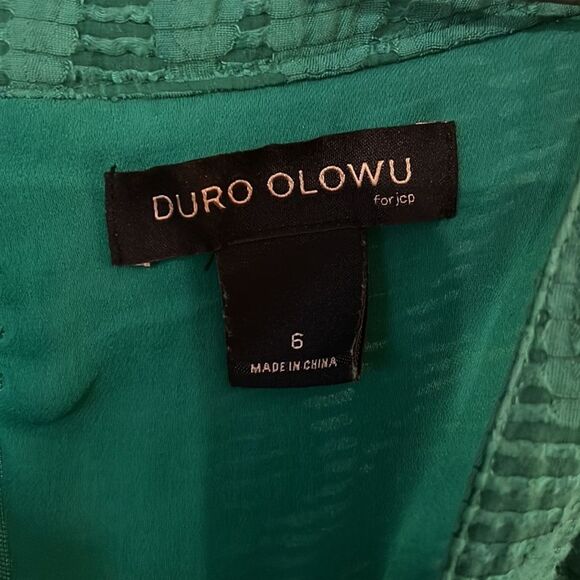 DURO OLOWU
for jcp
6
MADE IN CHINA